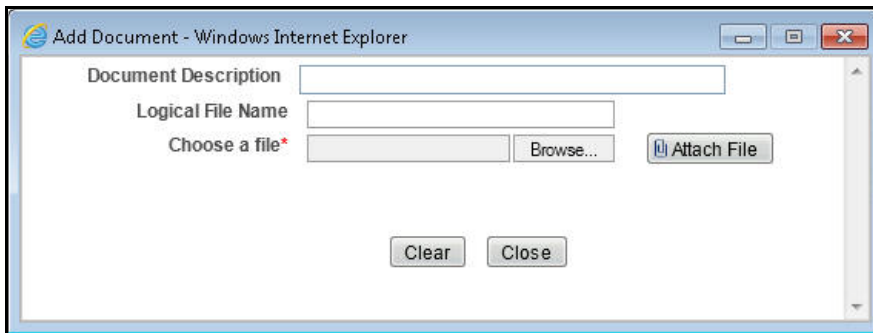 Add Document - Windows Internet Explorer
Document Description
Logical File Name
Choose a file* Browse... Attach File
Clear Close